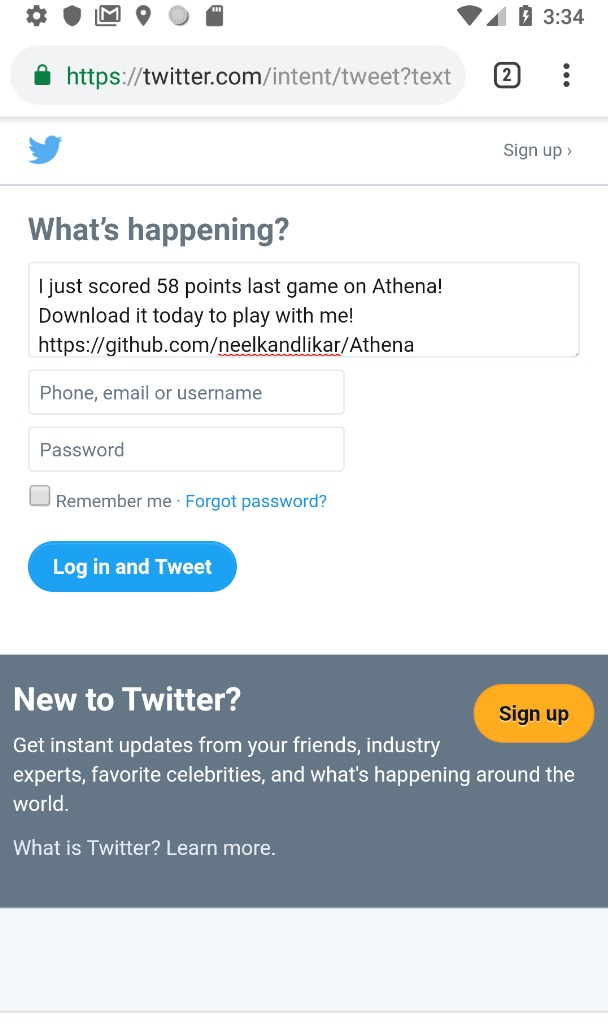 3:34
https://twitter.com/intent/tweet?text
2
Sign up ›
What’s happening?
I just scored 58 points last game on Athena!
Download it today to play with me!
https://github.com/neelkandlikar/Athena
Phone, email or username
Password
Remember me · Forgot password?
Log in and Tweet
New to Twitter?
Sign up
Get instant updates from your friends, industry
experts, favorite celebrities, and what's happening around the
world.
What is Twitter? Learn more.